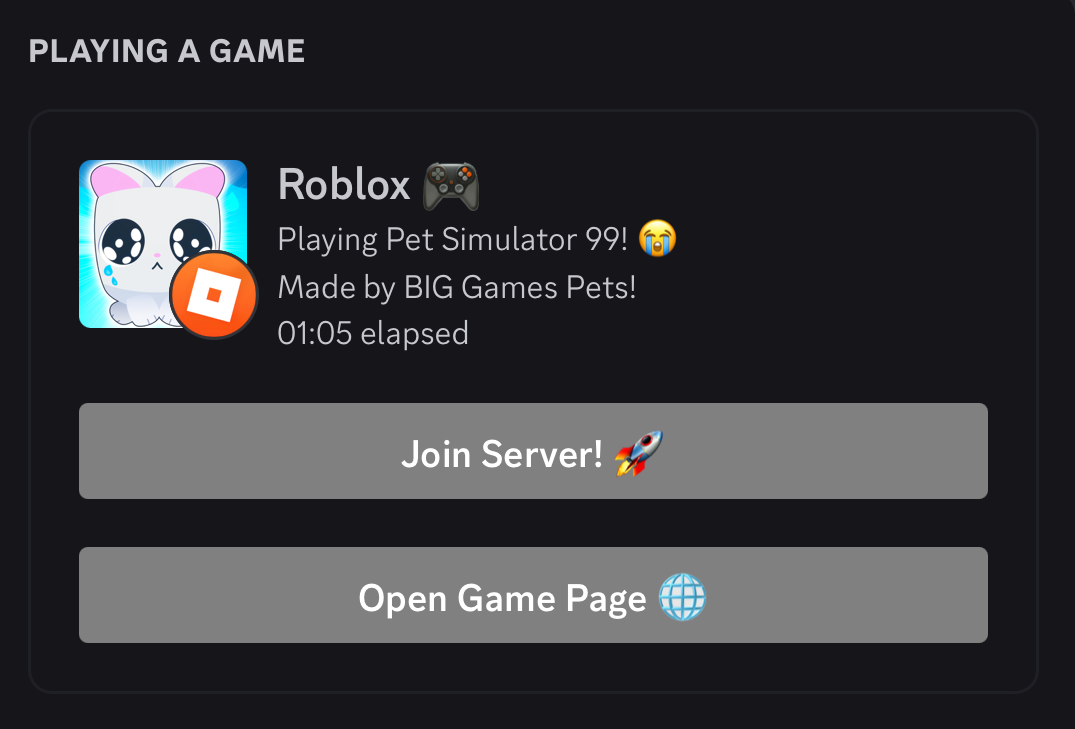 PLAYING A GAME
Roblox 🎮
Playing Pet Simulator 99! 😭
Made by BIG Games Pets!
01:05 elapsed
Join Server! 🚀
Open Game Page 🌐